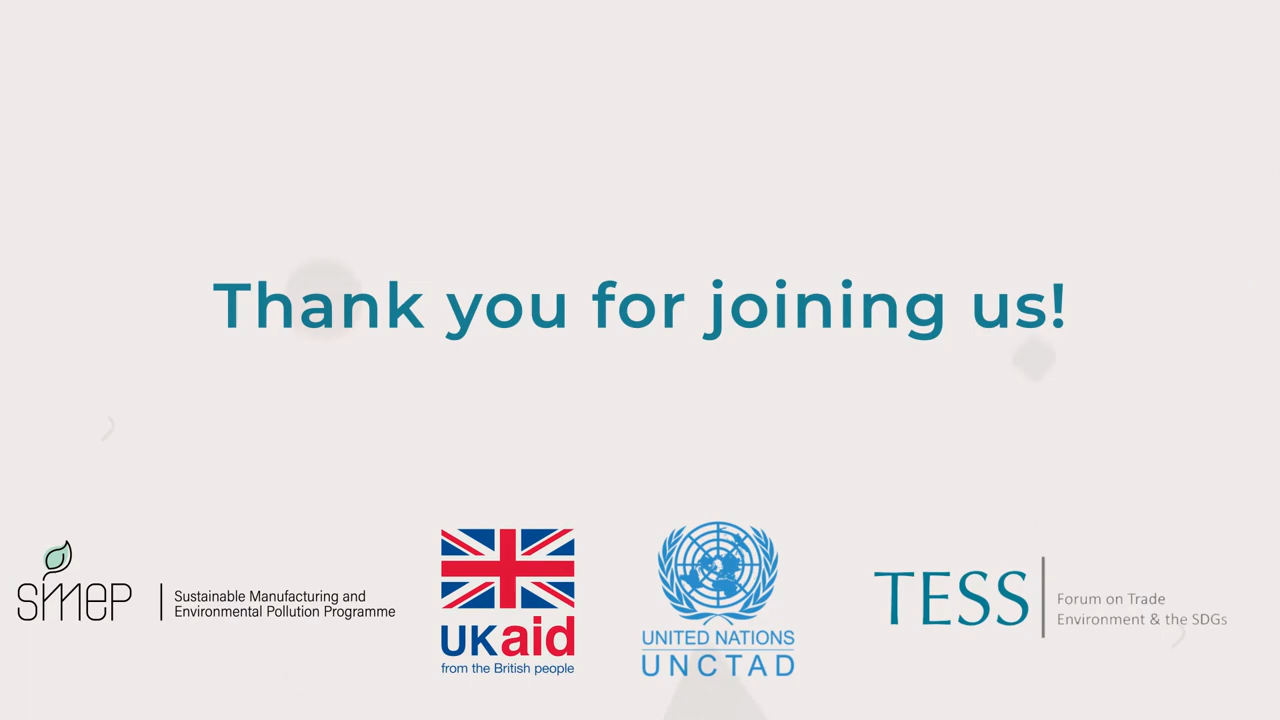 Thank you for joining us!
SMEP
Sustainable Manufacturing and
Environmental Pollution Programme
UKaid
from the British people
UNITED NATIONS
UNCTAD
TESS
Forum on Trade
Environment & the SDGs